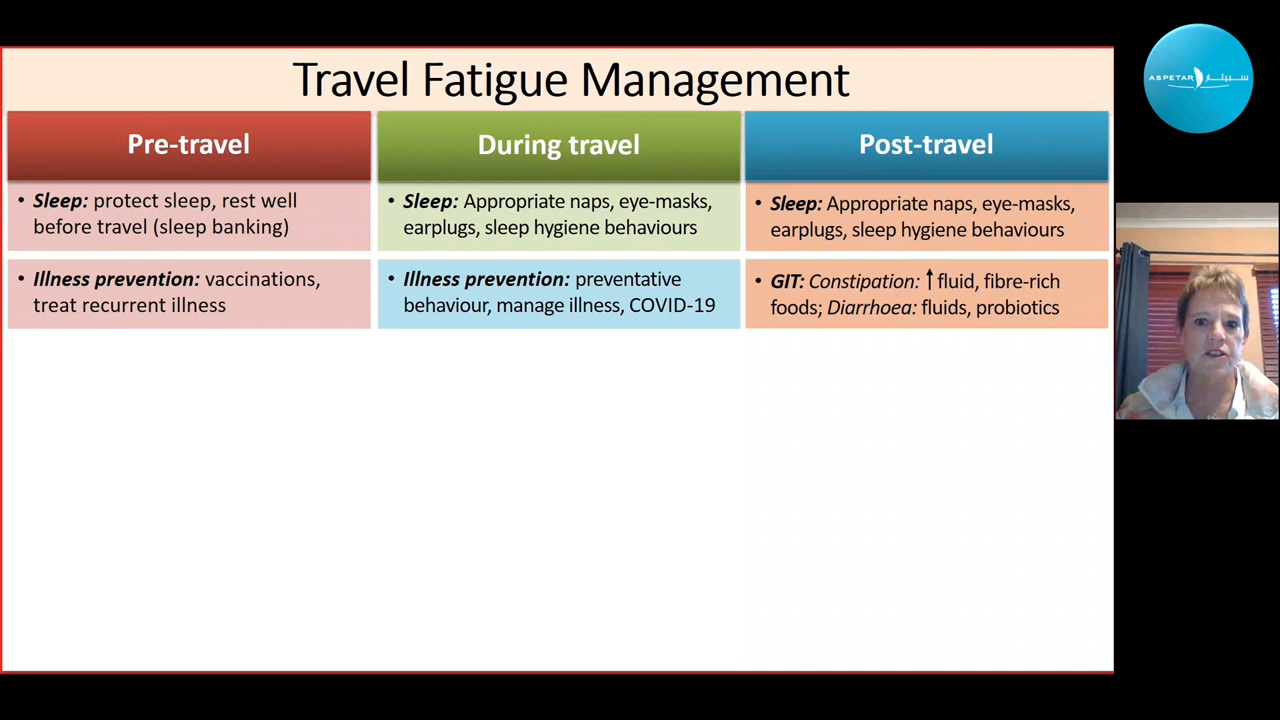 Travel Fatigue Management
ASPETAR سبيتار
Pre-travel
• Sleep: protect sleep, rest well
before travel (sleep banking)
• Illness prevention: vaccinations,
treat recurrent illness
During travel
• Sleep: Appropriate naps, eye-masks,
earplugs, sleep hygiene behaviours
• Illness prevention: preventative
behaviour, manage illness, COVID-19
Post-travel
• Sleep: Appropriate naps, eye-masks,
earplugs, sleep hygiene behaviours
• GIT: Constipation: ↑ fluid, fibre-rich
foods; Diarrhoea: fluids, probiotics